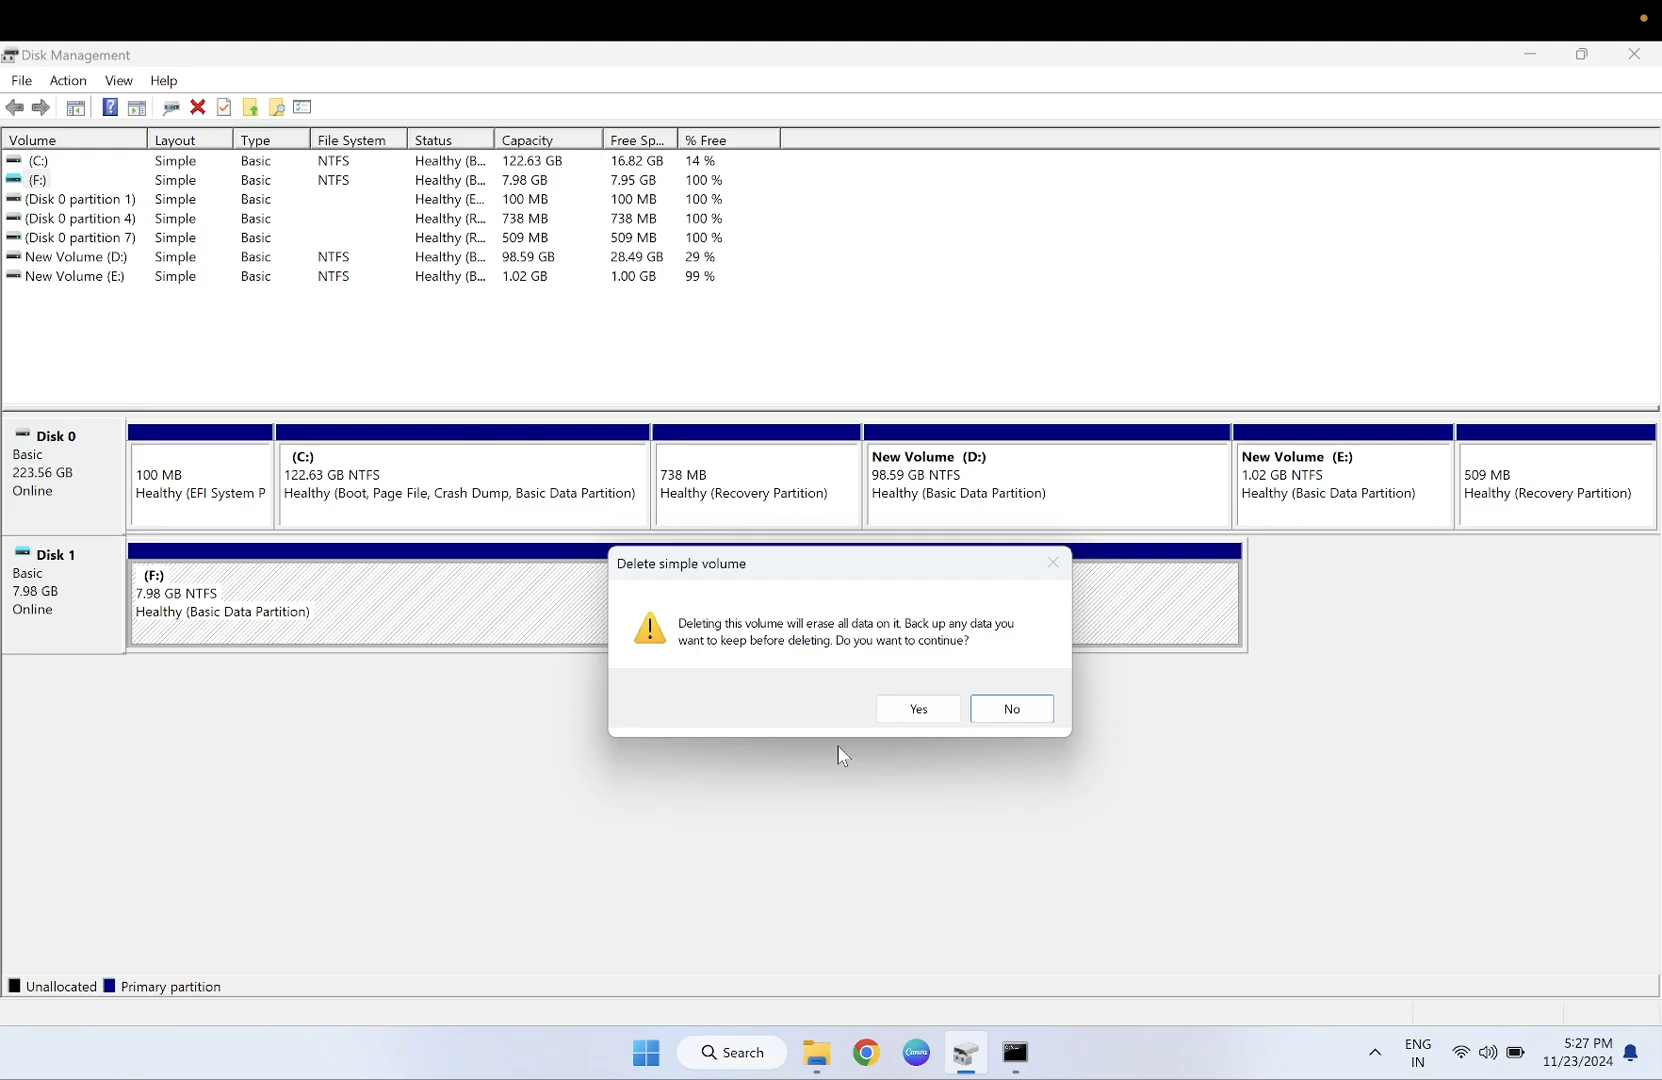 Disk Management
File Action View Help
Volume Layout Type File System Status Capacity Free Sp... % Free
(C:) Simple Basic NTFS Healthy (B... 122.63 GB 16.82 GB 14 %
(F:) Simple Basic NTFS Healthy (B... 7.98 GB 7.95 GB 100 %
(Disk 0 partition 1) Simple Basic Healthy (E... 100 MB 100 MB 100 %
(Disk 0 partition 4) Simple Basic Healthy (R... 738 MB 738 MB 100 %
(Disk 0 partition 7) Simple Basic Healthy (R... 509 MB 509 MB 100 %
New Volume (D:) Simple Basic NTFS Healthy (B... 98.59 GB 28.49 GB 29 %
New Volume (E:) Simple Basic NTFS Healthy (B... 1.02 GB 1.00 GB 99 %
Disk 0
Basic
223.56 GB
Online
100 MB
Healthy (EFI System P
(C:)
122.63 GB NTFS
Healthy (Boot, Page File, Crash Dump, Basic Data Partition)
738 MB
Healthy (Recovery Partition)
New Volume (D:)
98.59 GB NTFS
Healthy (Basic Data Partition)
New Volume (E:)
1.02 GB NTFS
Healthy (Basic Data Partition)
509 MB
Healthy (Recovery Partition)
Disk 1
Basic
7.98 GB
Online
(F:)
7.98 GB NTFS
Healthy (Basic Data Partition)
Delete simple volume
Deleting this volume will erase all data on it. Back up any data you
want to keep before deleting. Do you want to continue?
Yes No
Unallocated Primary partition
Search
Canva
ENG
IN
5:27 PM
11/23/2024